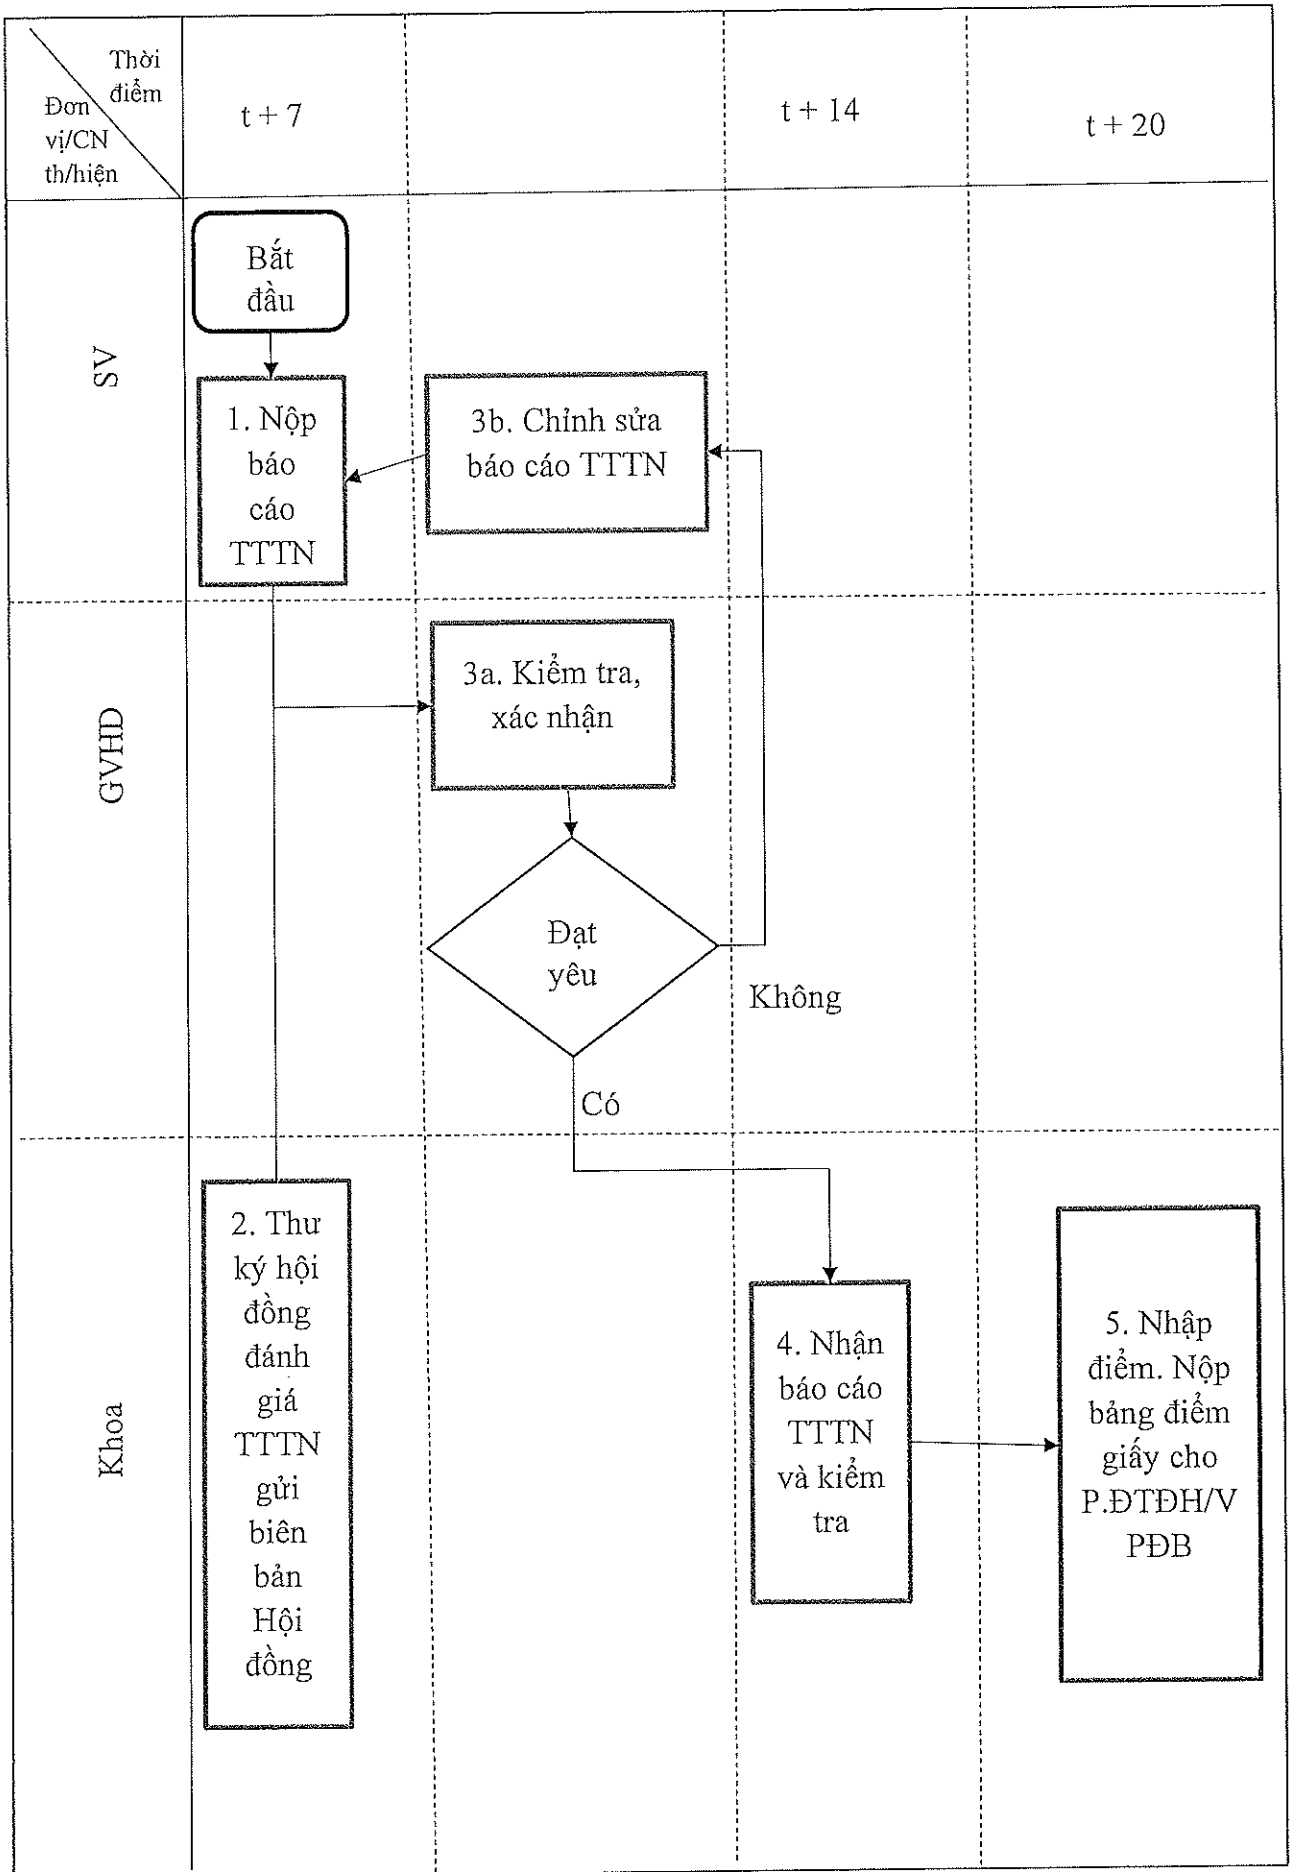 Thời
điểm
Đơn
vị/CN
th/hiện
t + 7
t + 14
t + 20
SV
Bắt
đầu
1. Nộp
báo
cáo
TTTN
3b. Chỉnh sửa
báo cáo TTTN
GVHD
3a. Kiểm tra,
xác nhận
Đạt
yêu
Không
Có
Khoa
2. Thư
ký hội
đồng
đánh
giá
TTTN
gửi
biên
bản
Hội
đồng
4. Nhận
báo cáo
TTTN
và kiểm
tra
5. Nhập
điểm. Nộp
bảng điểm
giấy cho
P.ĐTĐH/V
PĐB